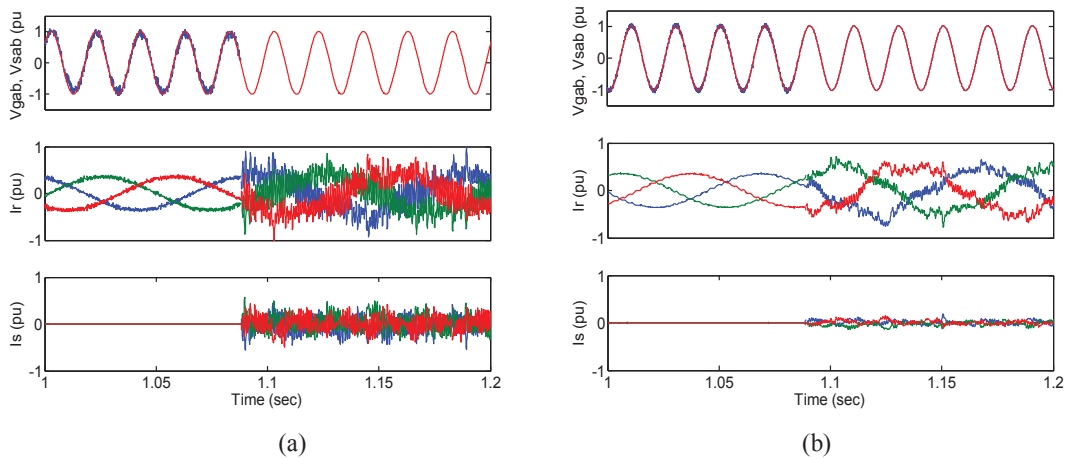 Vgab, Vsab (pu
1
0
-1
Ir (pu)
1
0
-1
Is (pu)
1
0
-1
1
1.05
1.1
1.15
1.2
Time (sec)
(a)
Vgab, Vsab (pu
1
0
-1
Ir (pu)
1
0
-1
Is (pu)
1
0
-1
1
1.05
1.1
1.15
1.2
Time (sec)
(b)